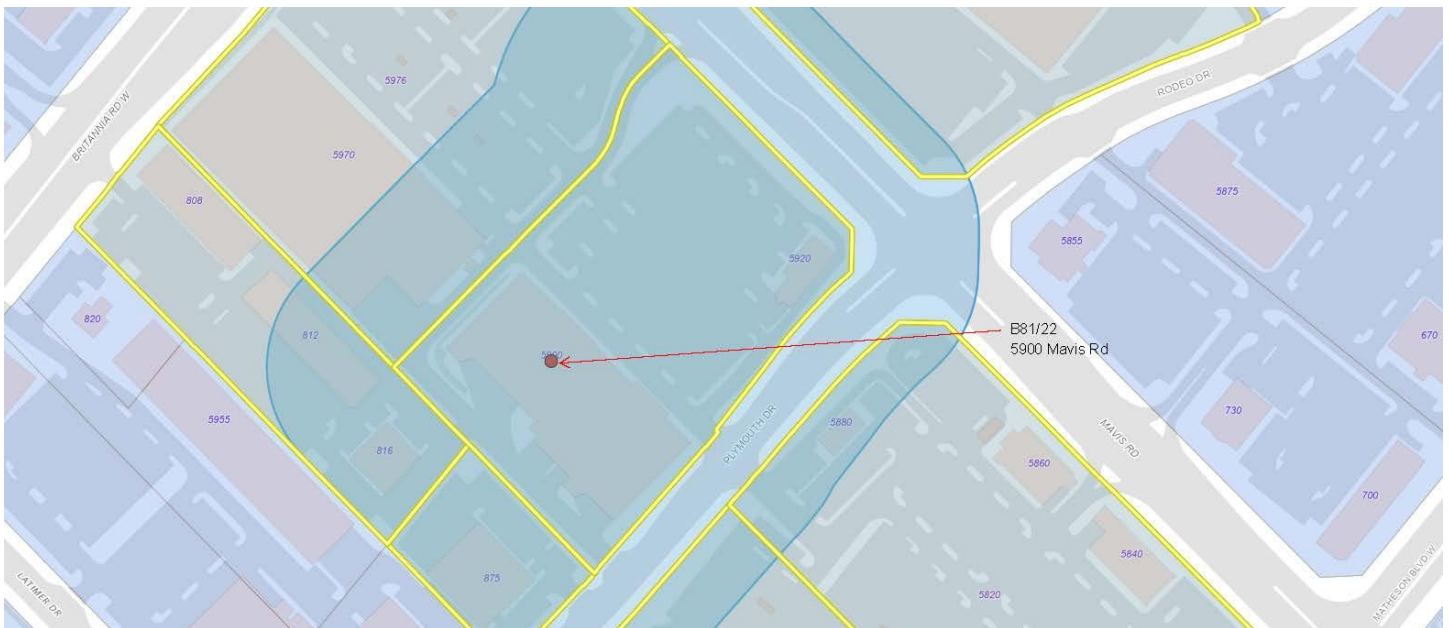 5976
BRITANNIA RD W
5970
RODEO DR
808
5875
5855
5920
820
812
B81/22
5900 Mavis Rd
5900
670
5955
730
5880
PLYMOUTH DR
MAVIS RD
816
5860
700
5840
875
LATIMER DR
5820
MATHESON BLVD W